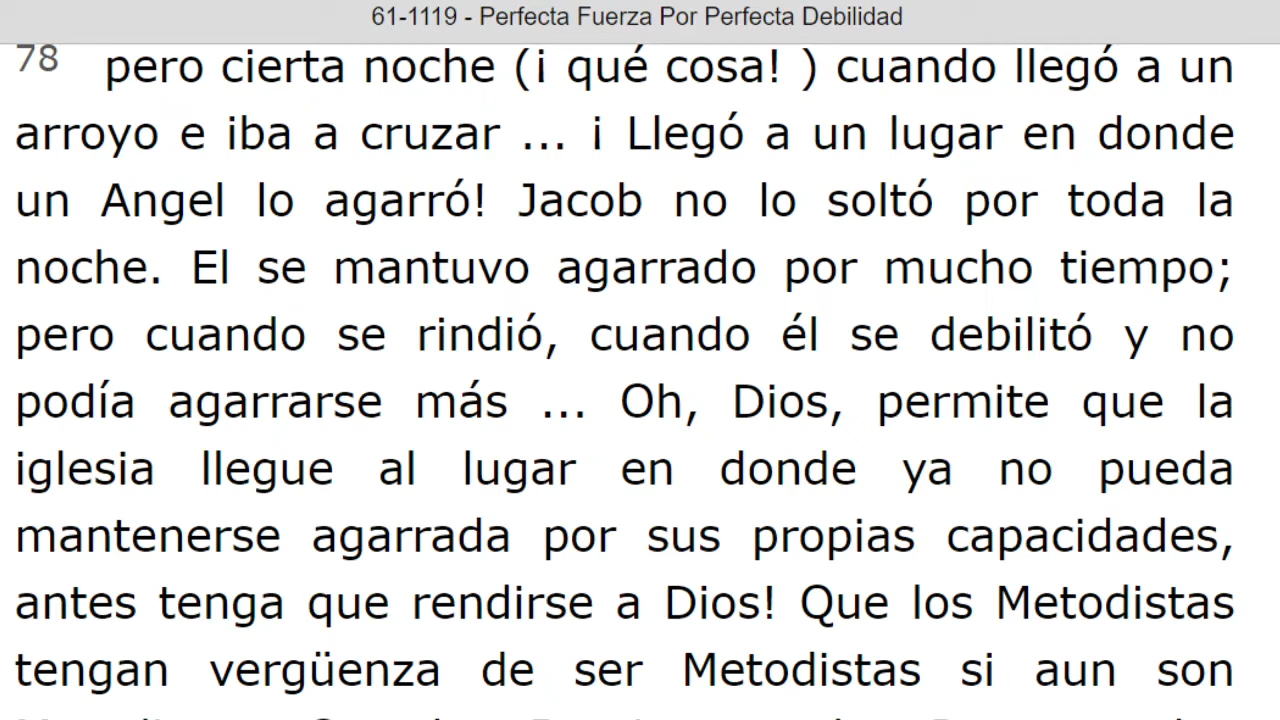 61-1119 - Perfecta Fuerza Por Perfecta Debilidad
78 pero cierta noche (¡ qué cosa! ) cuando llegó a un
arroyo e iba a cruzar ... ¡ Llegó a un lugar en donde
un Angel lo agarró! Jacob no lo soltó por toda la
noche. El se mantuvo agarrado por mucho tiempo;
pero cuando se rindió, cuando él se debilitó y no
podía agarrarse más ... Oh, Dios, permite que la
iglesia llegue al lugar en donde ya no pueda
mantenerse agarrada por sus propias capacidades,
antes tenga que rendirse a Dios! Que los Metodistas
tengan vergüenza de ser Metodistas si aun son